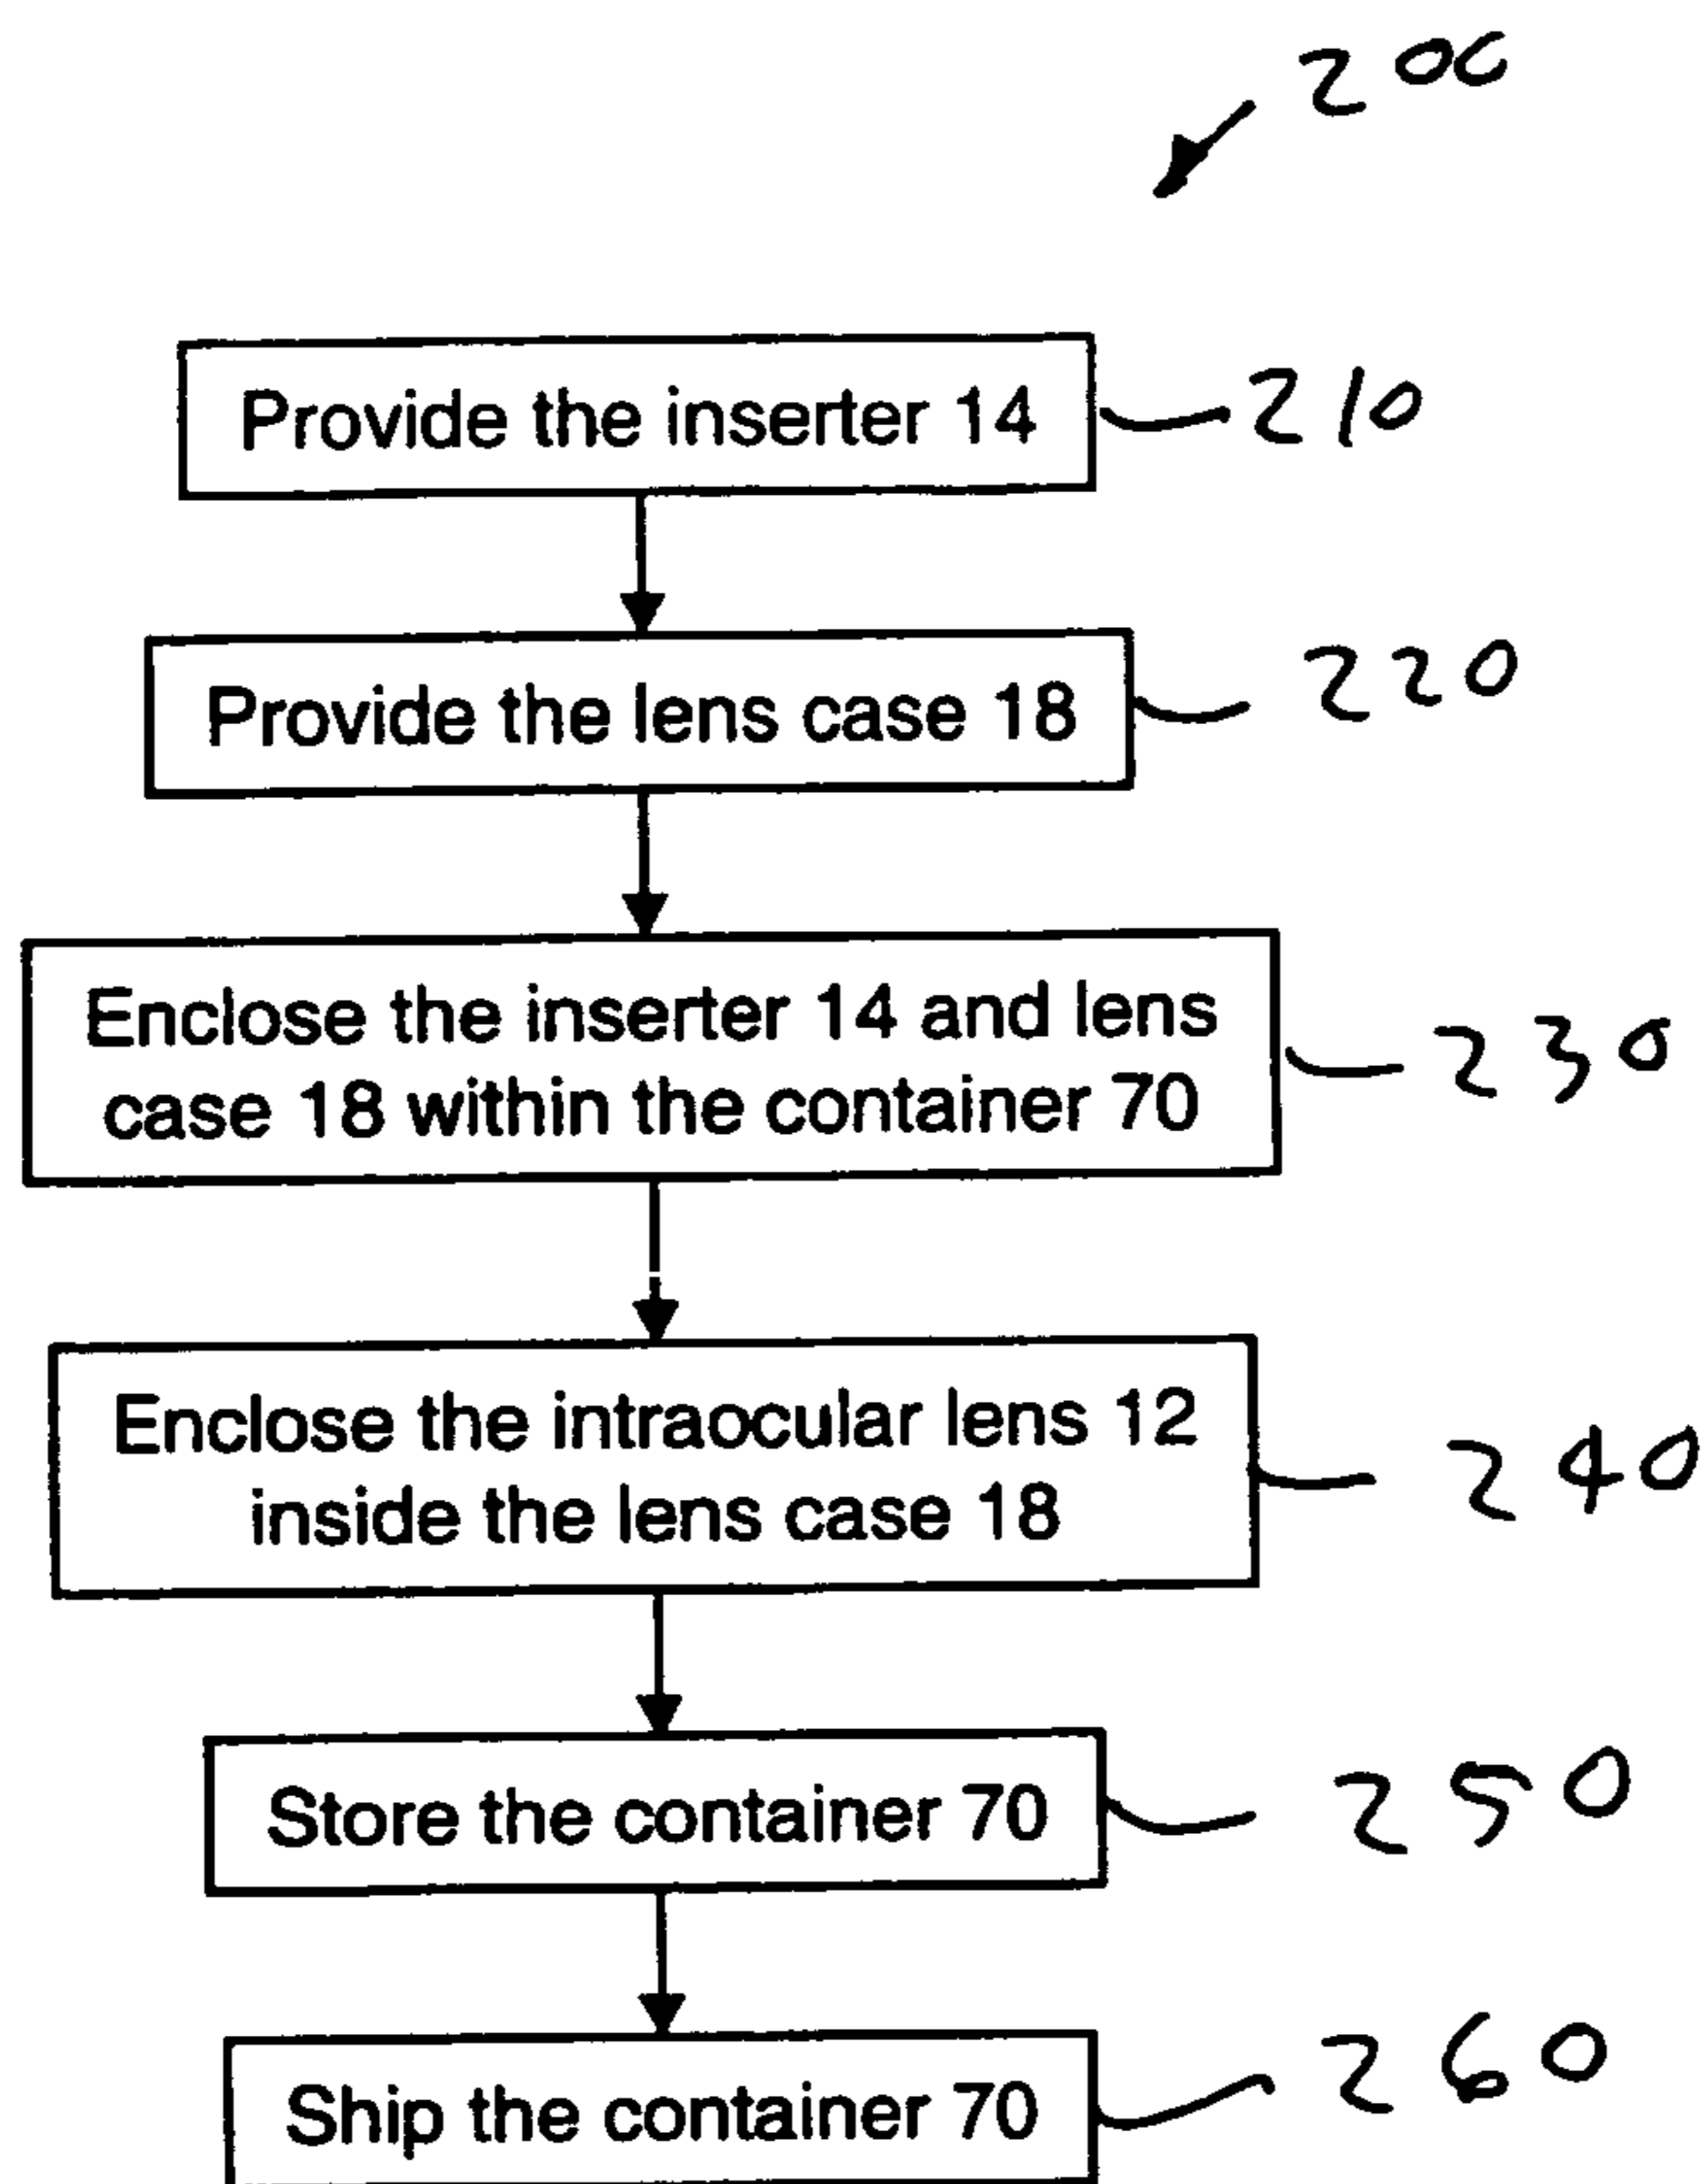 200
Provide the inserter 14
210
Provide the lens case 18
220
Enclose the inserter 14 and lens
case 18 within the container 70
230
Enclose the intraocular lens 12
inside the lens case 18
240
Store the container 70
250
Ship the container 70
260